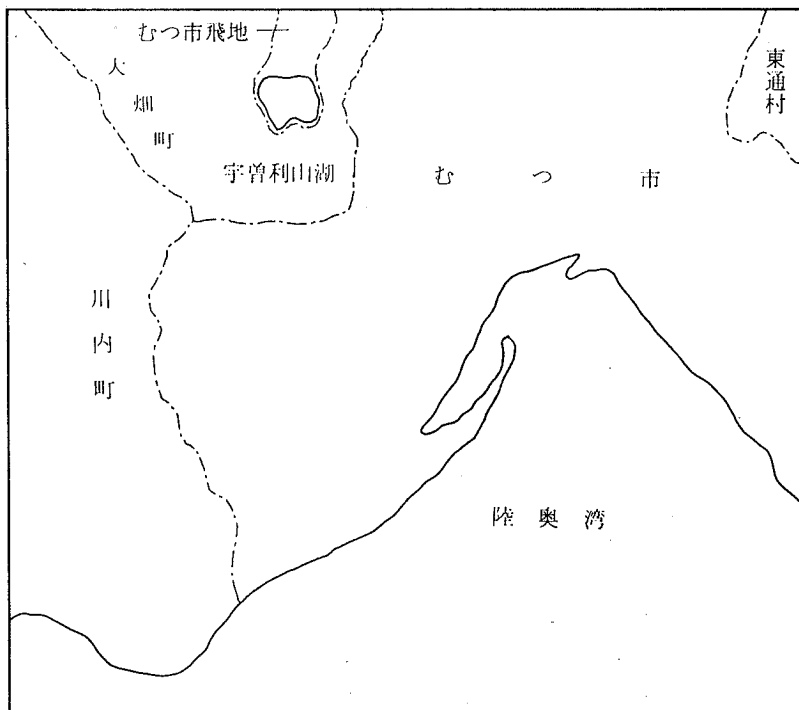 むつ市飛地
大畑町
東通村
宇曽利山湖
むつ市
川内町
陸奥湾